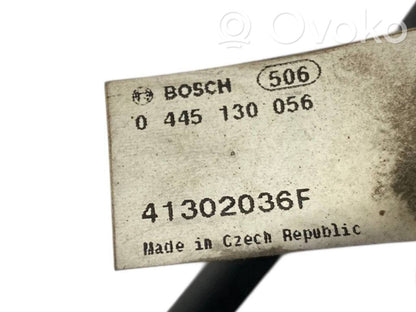 Ovoko
BOSCH 506
0 445 130 056
41302036F
Made in Czech Republic